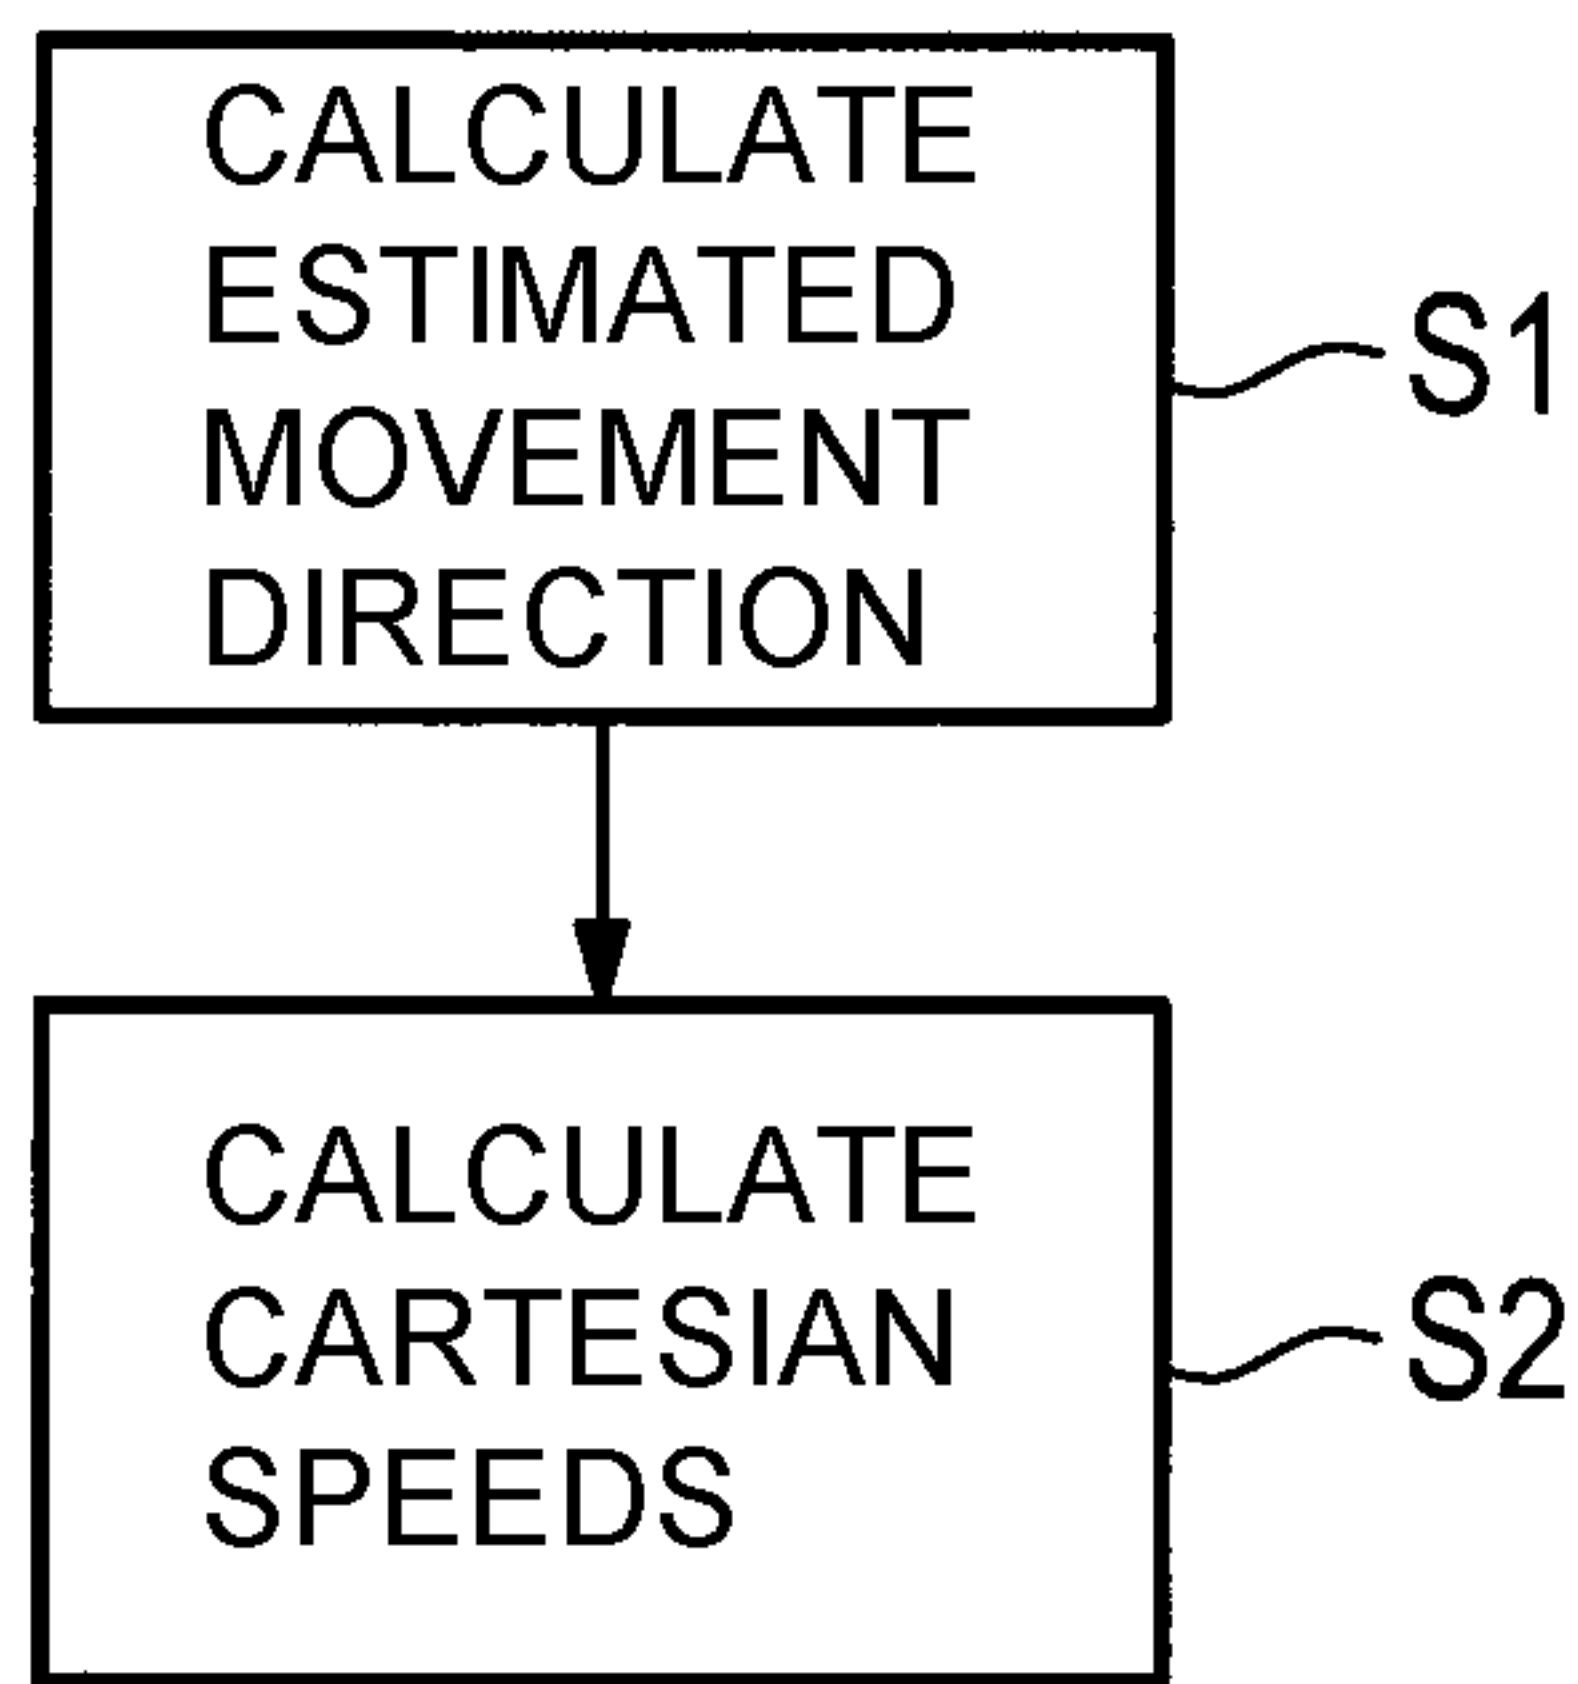 CALCULATE
ESTIMATED
MOVEMENT
DIRECTION
S1
CALCULATE
CARTESIAN
SPEEDS
S2